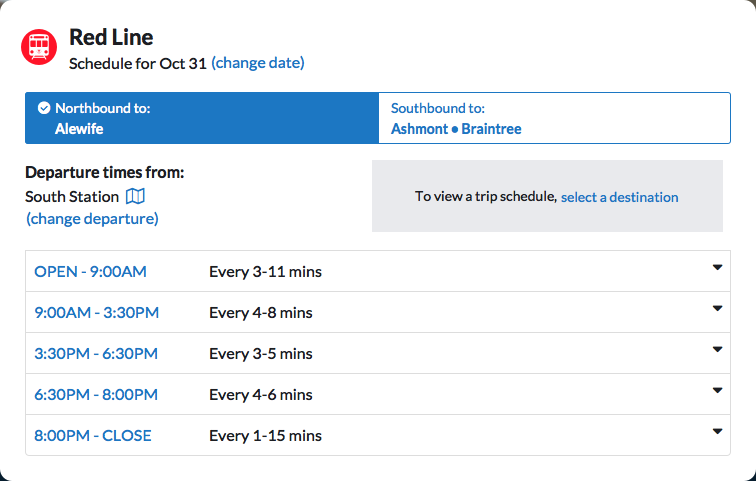 Red Line
Schedule for Oct 31 (change date)
Northbound to:
Alewife
Southbound to:
Ashmont • Braintree
Departure times from:
South Station
(change departure)
To view a trip schedule, select a destination
OPEN - 9:00AM Every 3-11 mins
9:00AM - 3:30PM Every 4-8 mins
3:30PM - 6:30PM Every 3-5 mins
6:30PM - 8:00PM Every 4-6 mins
8:00PM - CLOSE Every 1-15 mins